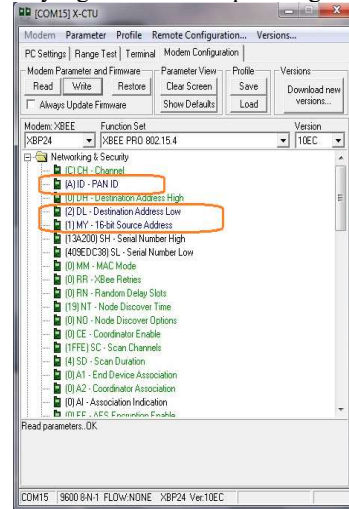 [COM15] X-CTU
Modem Parameter Profile Remote Configuration... Versions...
PC Settings Range Test Terminal Modem Configuration
Modem Parameter and Firmware Parameter View Profile Versions
Read Write Restore Clear Screen Save Download new versions...
Always Update Firmware Show Defaults Load
Modem: XBEE Function Set Version
XBP24 XBEE PRO 802.15.4 10EC
Networking & Security
(C) CH - Channel
(A) ID - PAN ID
(0) DH - Destination Address High
(2) DL - Destination Address Low
(1) MY - 16-bit Source Address
(13A200) SH - Serial Number High
(409EDC38) SL - Serial Number Low
(0) MM - MAC Mode
(0) RR - XBee Retries
(0) RN - Random Delay Slots
(19) NT - Node Discover Time
(0) NO - Node Discover Options
(0) CE - Coordinator Enable
(1FFE) SC - Scan Channels
(4) SD - Scan Duration
(0) A1 - End Device Association
(0) A2 - Coordinator Association
(0) AI - Association Indication
(0) EE - AES Encryption Enable
Read parameters..OK
COM15 9600 8-N-1 FLOW:NONE XBP24 Ver:10EC